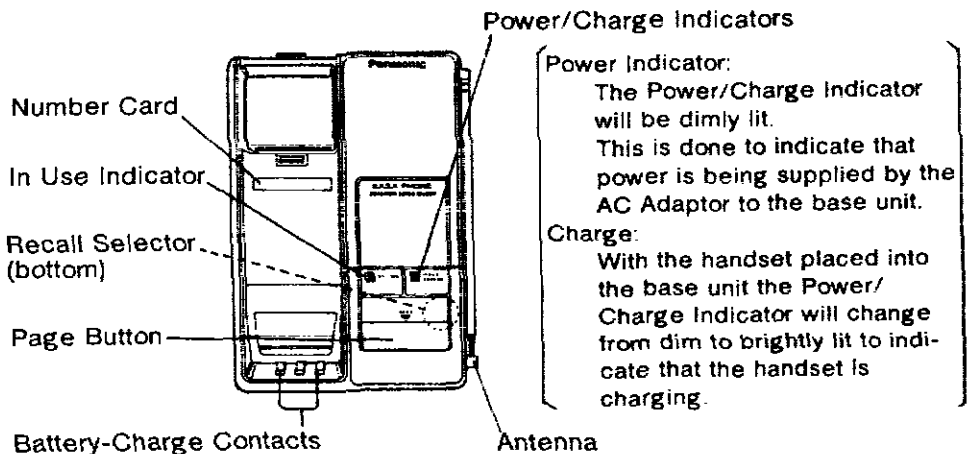 Power/Charge Indicators
Panasonic
Number Card
In Use Indicator
Recall Selector
(bottom)
Page Button
Battery-Charge Contacts
Antenna
Power Indicator:
The Power/Charge Indicator
will be dimly lit.
This is done to indicate that
power is being supplied by the
AC Adaptor to the base unit.
Charge:
With the handset placed into
the base unit the Power/
Charge Indicator will change
from dim to brightly lit to indi-
cate that the handset is
charging.